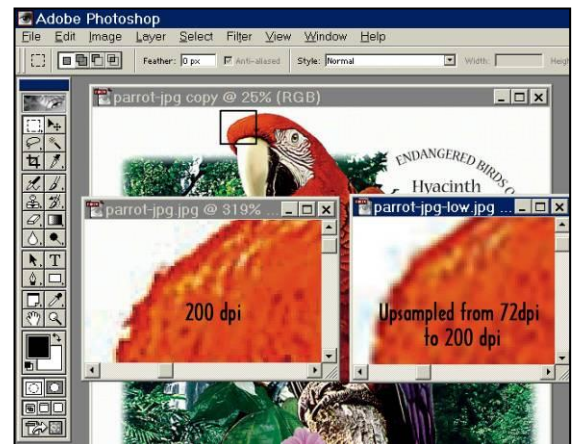 Adobe Photoshop
File Edit Image Layer Select Filter View Window Help
Feather: 0 px Anti-aliased Style: Normal Width: Heigh
parrot-jpg copy @ 25% (RGB)
ENDANGERED BIRDS
Hyacinth
parrot-jpg.jpg @ 319% ...
parrot-jpg-low.jpg ...
200 dpi
Upsampled from 72dpi
to 200 dpi
T